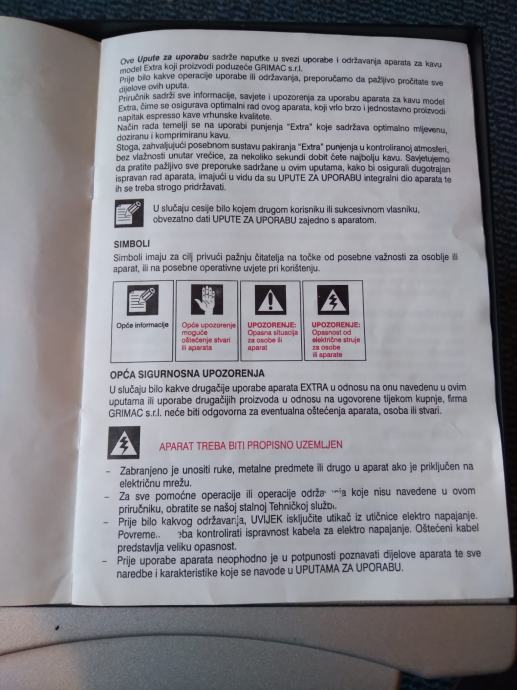 Ove Upute za uporabu sadrže naputke u svezi uporabe i održavanja aparata za kavu
model Extra koji proizvodi poduzeće GRIMAC s.r.l.
Prije bilo kakve operacije uporabe ili održavanja, preporučamo da pažljivo pročitate sve
dijelove ovih uputa.
Priručnik sadrži sve informacije, savjete i upozorenja za uporabu aparata za kavu model
Extra, čime se osigurava optimalni rad ovog aparata, koji vrlo brzo i jednostavno proizvodi
napitak espresso kave vrhunske kvalitete.
Način rada temelji se na uporabi punjenja "Extra" koje sadržava optimalno mljevenu,
doziranu i komprimiranu kavu.
Stoga, zahvaljujući posebnom sustavu pakiranja "Extra" punjenja u kontroliranoj atmosferi,
bez vlažnosti unutar vrećice, za nekoliko sekundi dobit ćete najbolju kavu. Savjetujemo
da pratite pažljivo sve preporuke sadržane u ovim uputama, kako bi osigurali dugotrajan
ispravan rad aparata, imajući u vidu da su UPUTE ZA UPORABU integralni dio aparata te
ih se treba strogo pridržavati.
U slučaju cesije bilo kojem drugom korisniku ili sukcesivnom vlasniku,
obvezatno dati UPUTE ZA UPORABU zajedno s aparatom.
SIMBOLI
Simboli imaju za cilj privući pažnju čitatelja na točke od posebne važnosti za osoblje ili
aparat, ili na posebne operativne uvjete pri korištenju.
Opće informacije
Opće upozorenje
moguće
oštećenje stvari
ili aparata
UPOZORENJE:
Opasna situacija
za osobe ili
aparat
UPOZORENJE:
Opasnost od
električne struje
za osobe
ili aparate
OPĆA SIGURNOSNA UPOZORENJA
U slučaju bilo kakve drugačije uporabe aparata EXTRA u odnosu na onu navedenu u ovim
uputama ili uporabe drugačijih proizvoda u odnosu na ugovorene tijekom kupnje, firma
GRIMAC s.r.l. neće biti odgovorna za eventualna oštećenja aparata, osoba ili stvari.
APARAT TREBA BITI PROPISNO UZEMLJEN
– Zabranjeno je unositi ruke, metalne predmete ili drugo u aparat ako je priključen na
električnu mrežu.
– Za sve pomoćne operacije ili operacije održa nja koje nisu navedene u ovom
priručniku, obratite se našoj stalnoj Tehničkoj službi.
– Prije bilo kakvog održavanja, UVIJEK isključite utikač iz utičnice elektro napajanje.
Povreme eba kontrolirati ispravnost kabela za elektro napajanje. Oštećeni kabel
predstavlja veliku opasnost.
– Prije uporabe aparata neophodno je u potpunosti poznavati dijelove aparata te sve
naredbe i karakteristike koje se navode u UPUTAMA ZA UPORABU.